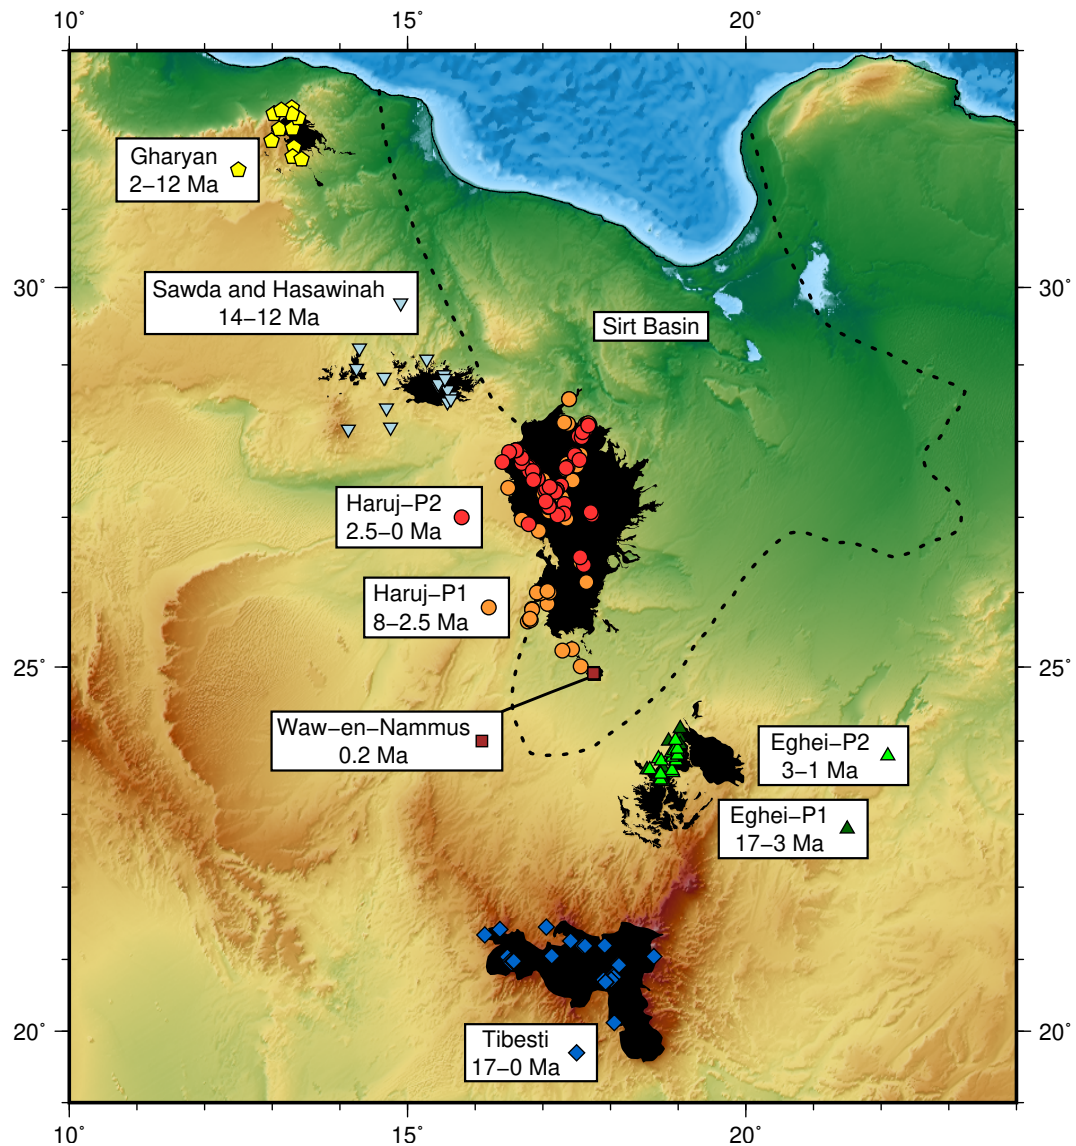 10˚ 15˚ 20˚
Gharyan
2−12 Ma
30˚ 30˚
Sawda and Hasawinah
14−12 Ma
Sirt Basin
Haruj−P2
2.5−0 Ma
Haruj−P1
8−2.5 Ma
25˚ 25˚
Waw−en−Nammus
0.2 Ma
Eghei−P2
3−1 Ma
Eghei−P1
17−3 Ma
20˚ 20˚
Tibesti
17−0 Ma
10˚ 15˚ 20˚